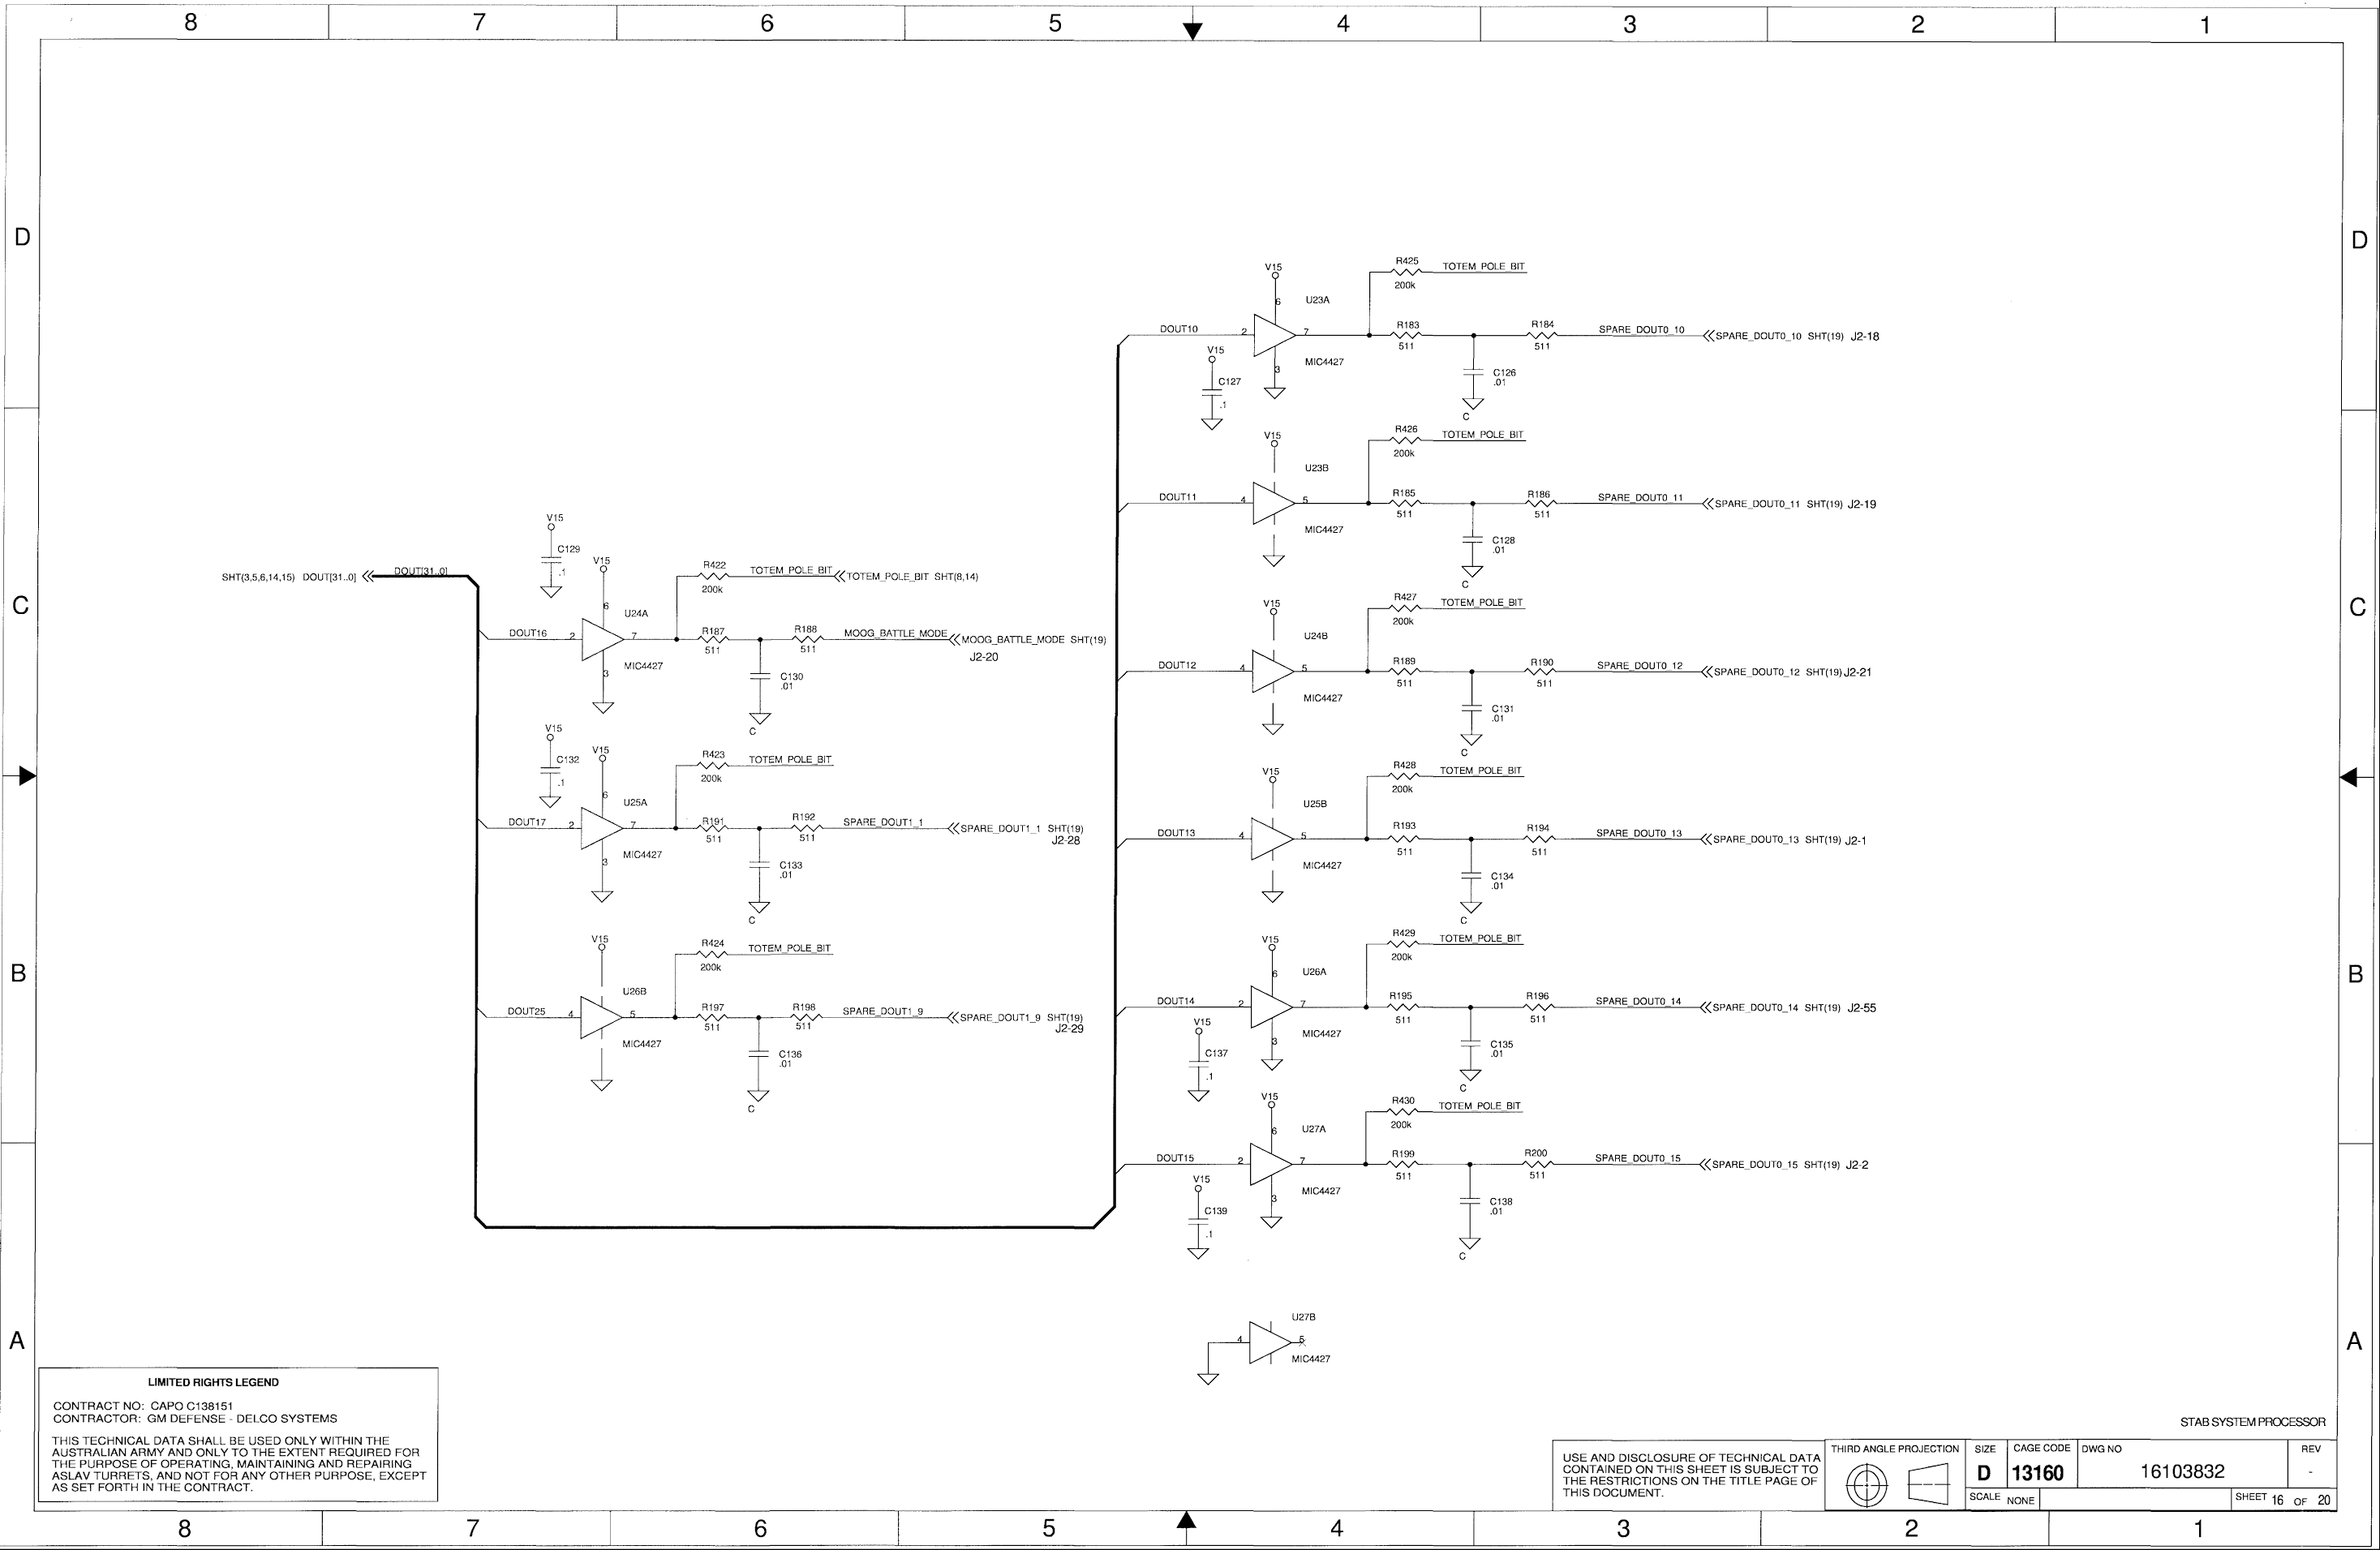 8 7 6 5 4 3 2 1
D
D
V15
R425
TOTEM_POLE_BIT
200k
6
U23A
DOUT10
2
7
R183
511
R184
511
SPARE_DOUT0_10
SPARE_DOUT0_10 SHT(19) J2-18
V15
MIC4427
3
C127
.1
C126
.01
C
V15
R426
TOTEM_POLE_BIT
200k
U23B
DOUT11
4
5
R185
511
R186
511
SPARE_DOUT0_11
SPARE_DOUT0_11 SHT(19) J2-19
MIC4427
C128
.01
C
V15
C129
.1
V15
SHT(3,5,6,14,15) DOUT[31..0]
DOUT[31..0]
R422
TOTEM_POLE_BIT
TOTEM_POLE_BIT SHT(8,14)
200k
6
U24A
DOUT16
2
7
R187
511
R188
511
MOOG_BATTLE_MODE
MOOG_BATTLE_MODE SHT(19)
J2-20
MIC4427
3
C130
.01
C
C
C
V15
R427
TOTEM_POLE_BIT
200k
U24B
DOUT12
4
5
R189
511
R190
511
SPARE_DOUT0_12
SPARE_DOUT0_12 SHT(19) J2-21
MIC4427
C131
.01
C
V15
C132
.1
V15
R423
TOTEM_POLE_BIT
200k
6
U25A
DOUT17
2
7
R191
511
R192
511
SPARE_DOUT1_1
SPARE_DOUT1_1 SHT(19)
J2-28
MIC4427
3
C133
.01
C
V15
R428
TOTEM_POLE_BIT
200k
U25B
DOUT13
4
5
R193
511
R194
511
SPARE_DOUT0_13
SPARE_DOUT0_13 SHT(19) J2-1
MIC4427
C134
.01
C
B
B
V15
R424
TOTEM_POLE_BIT
200k
U26B
DOUT25
4
5
R197
511
R198
511
SPARE_DOUT1_9
SPARE_DOUT1_9 SHT(19)
J2-29
MIC4427
C136
.01
C
V15
R429
TOTEM_POLE_BIT
200k
6
U26A
DOUT14
2
7
R195
511
R196
511
SPARE_DOUT0_14
SPARE_DOUT0_14 SHT(19) J2-55
V15
MIC4427
3
C137
.1
C135
.01
C
V15
R430
TOTEM_POLE_BIT
200k
6
U27A
DOUT15
2
7
R199
511
R200
511
SPARE_DOUT0_15
SPARE_DOUT0_15 SHT(19) J2-2
V15
MIC4427
3
C139
.1
C138
.01
C
U27B
4
5
MIC4427
A
A
LIMITED RIGHTS LEGEND
CONTRACT NO: CAPO C138151
CONTRACTOR: GM DEFENSE - DELCO SYSTEMS
THIS TECHNICAL DATA SHALL BE USED ONLY WITHIN THE
AUSTRALIAN ARMY AND ONLY TO THE EXTENT REQUIRED FOR
THE PURPOSE OF OPERATING, MAINTAINING AND REPAIRING
ASLAV TURRETS, AND NOT FOR ANY OTHER PURPOSE, EXCEPT
AS SET FORTH IN THE CONTRACT.
STAB SYSTEM PROCESSOR
USE AND DISCLOSURE OF TECHNICAL DATA
CONTAINED ON THIS SHEET IS SUBJECT TO
THE RESTRICTIONS ON THE TITLE PAGE OF
THIS DOCUMENT.
THIRD ANGLE PROJECTION
SIZE
D
CAGE CODE
13160
DWG NO
16103832
REV
-
SCALE NONE
SHEET 16 OF 20
8 7 6 5 4 3 2 1